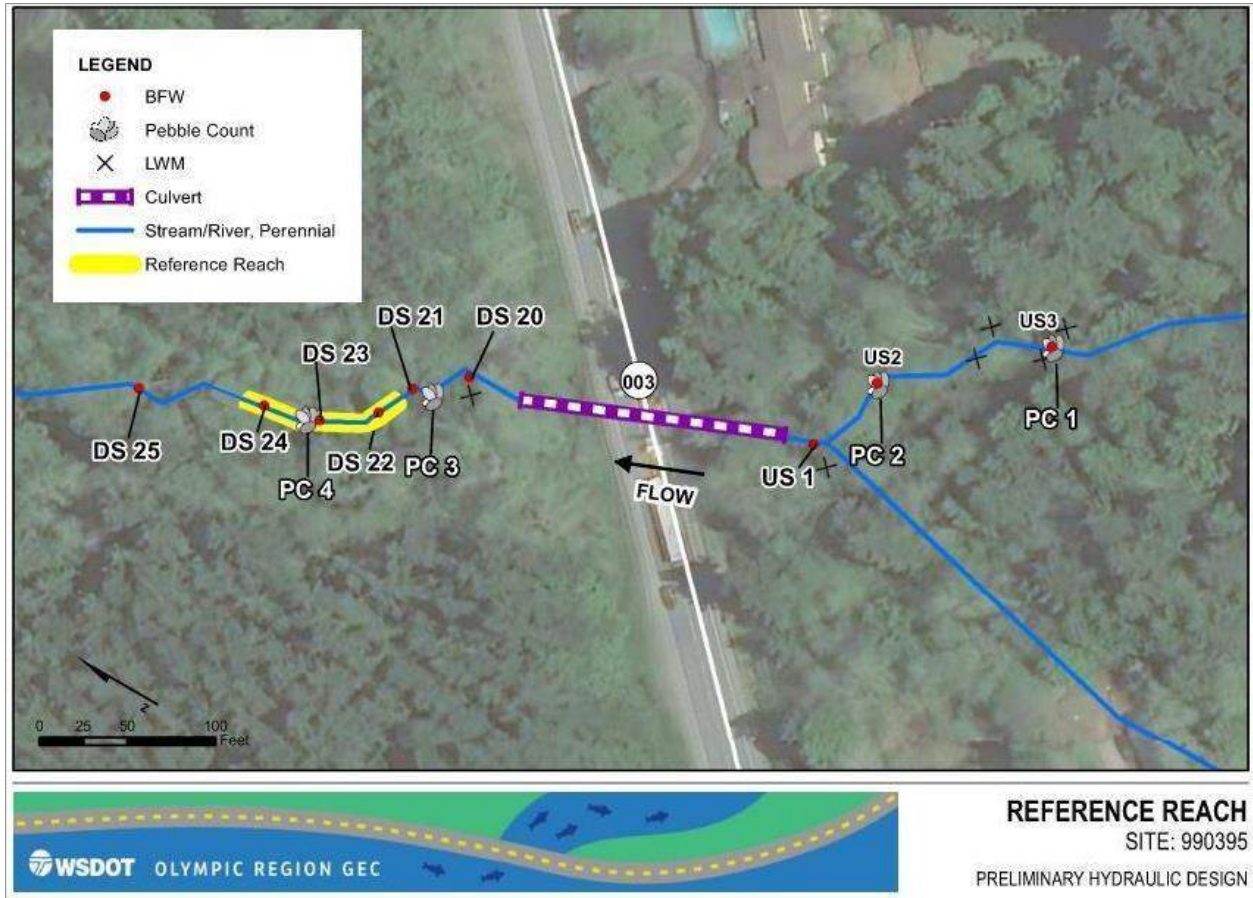 LEGEND
BFW
Pebble Count
LWM
Culvert
Stream/River, Perennial
Reference Reach
DS 21
DS 20
DS 23
003
US2
US3
DS 25
DS 24
DS 22
PC 4
PC 3
FLOW
US 1
PC 2
PC 1
N
0 25 50 100
Feet
WSDOT OLYMPIC REGION GEC
REFERENCE REACH
SITE: 990395
PRELIMINARY HYDRAULIC DESIGN